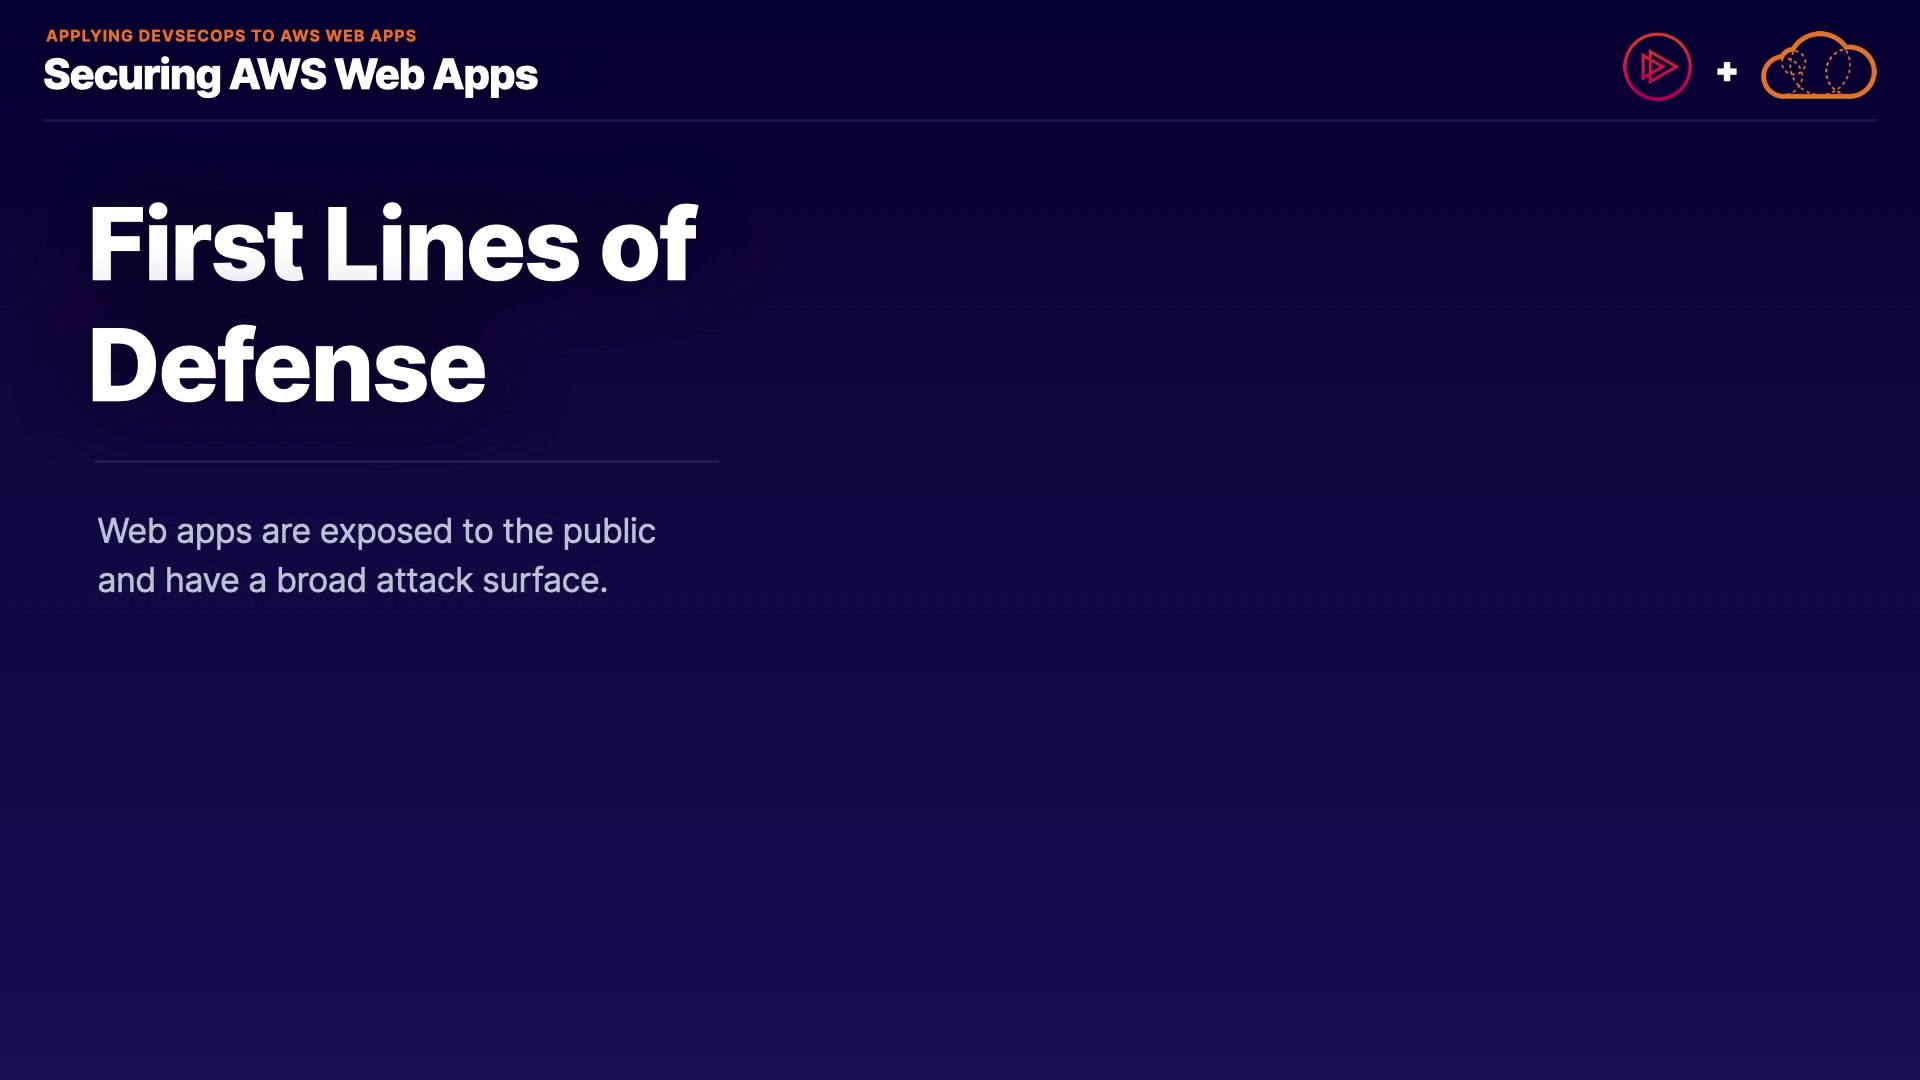 APPLYING DEVSECOPS TO AWS WEB APPS
Securing AWS Web Apps
First Lines of
Defense
Web apps are exposed to the public
and have a broad attack surface.